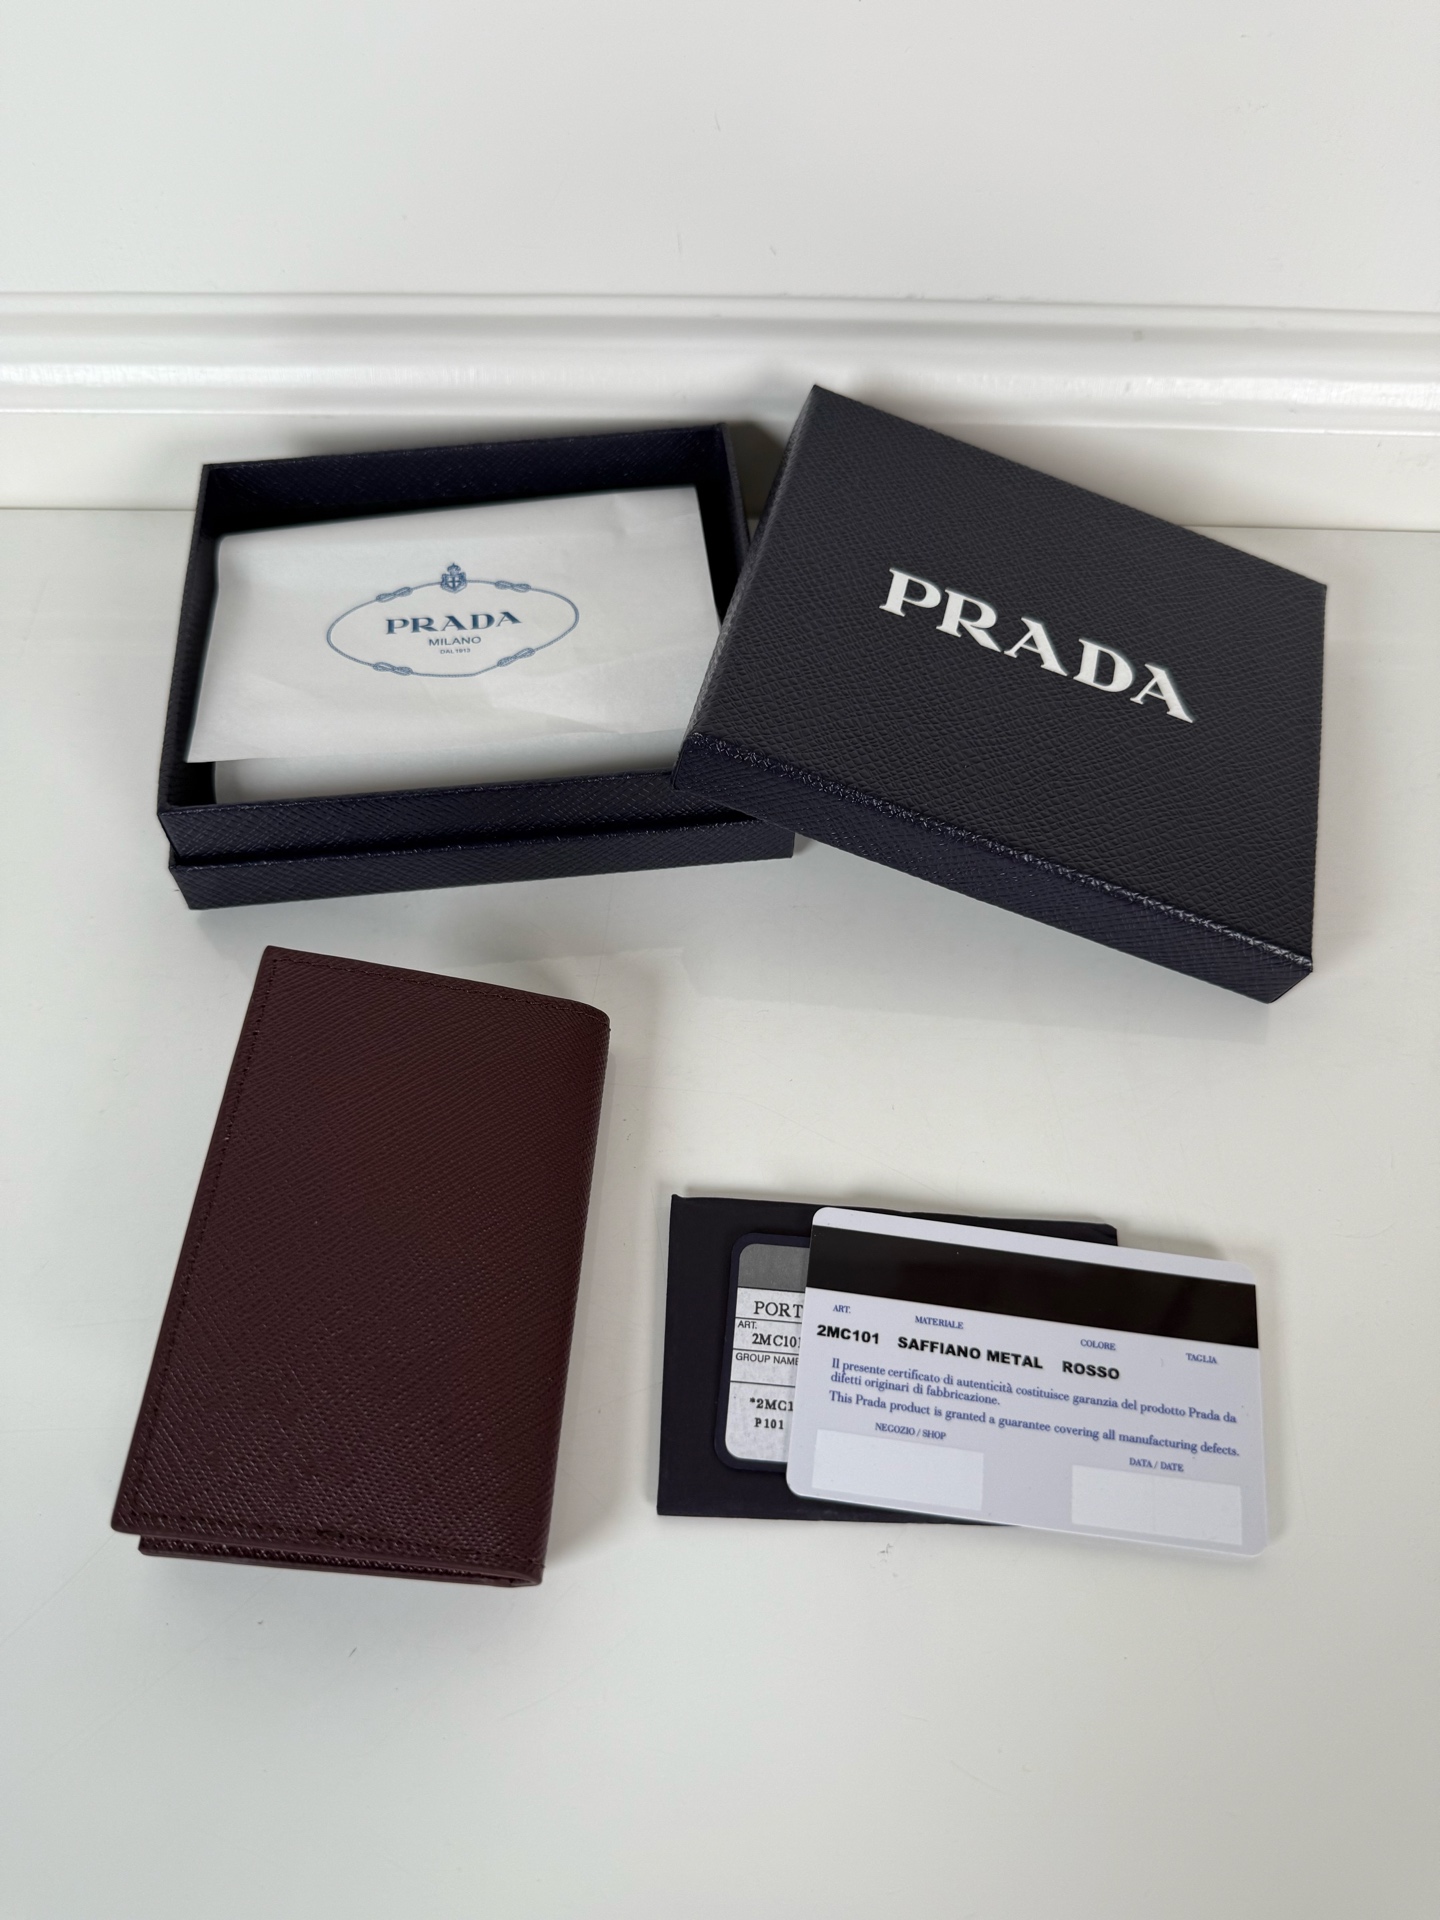 PRADA
MILANO
DAL 1913
PRADA
PORT
ART.
2MC101
GROUP NAME
*2MC1
P 101
ART. MATERIALE COLORE TAGLIA
2MC101 SAFFIANO METAL ROSSO
Il presente certificato di autenticità costituisce garanzia del prodotto Prada da
difetti originari di fabbricazione.
This Prada product is granted a guarantee covering all manufacturing defects.
NEGOZIO / SHOP
DATA / DATE